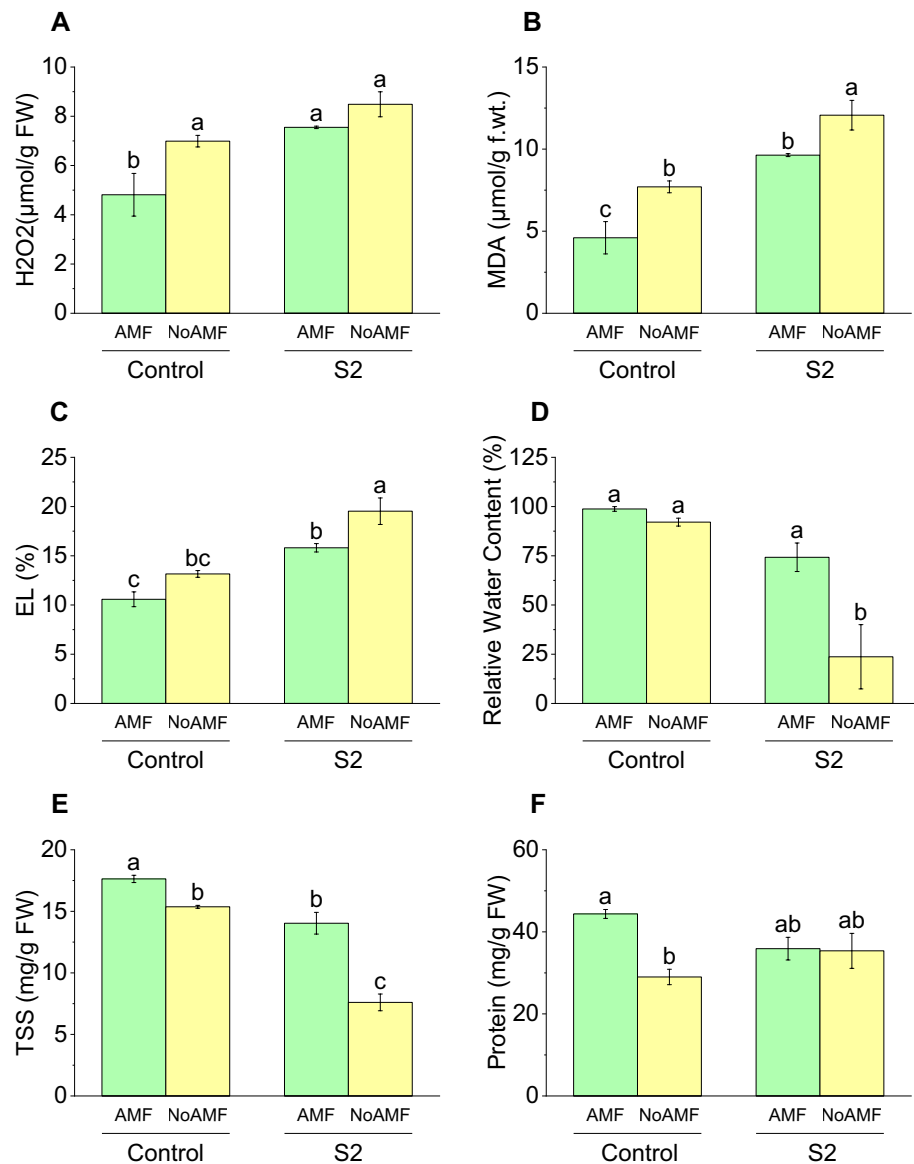 A
H2O2(μmol/g FW)
10
8
6
4
2
0
b
a
a
a
AMF NoAMF AMF NoAMF
Control S2
B
MDA (μmol/g f.wt.)
15
10
5
0
c
b
b
a
AMF NoAMF AMF NoAMF
Control S2
C
EL (%)
25
20
15
10
5
0
c
bc
b
a
AMF NoAMF AMF NoAMF
Control S2
D
Relative Water Content (%)
125
100
75
50
25
0
a
a
a
b
AMF NoAMF AMF NoAMF
Control S2
E
TSS (mg/g FW)
20
15
10
5
0
a
b
b
c
AMF NoAMF AMF NoAMF
Control S2
F
Protein (mg/g FW)
60
40
20
0
a
b
ab
ab
AMF NoAMF AMF NoAMF
Control S2